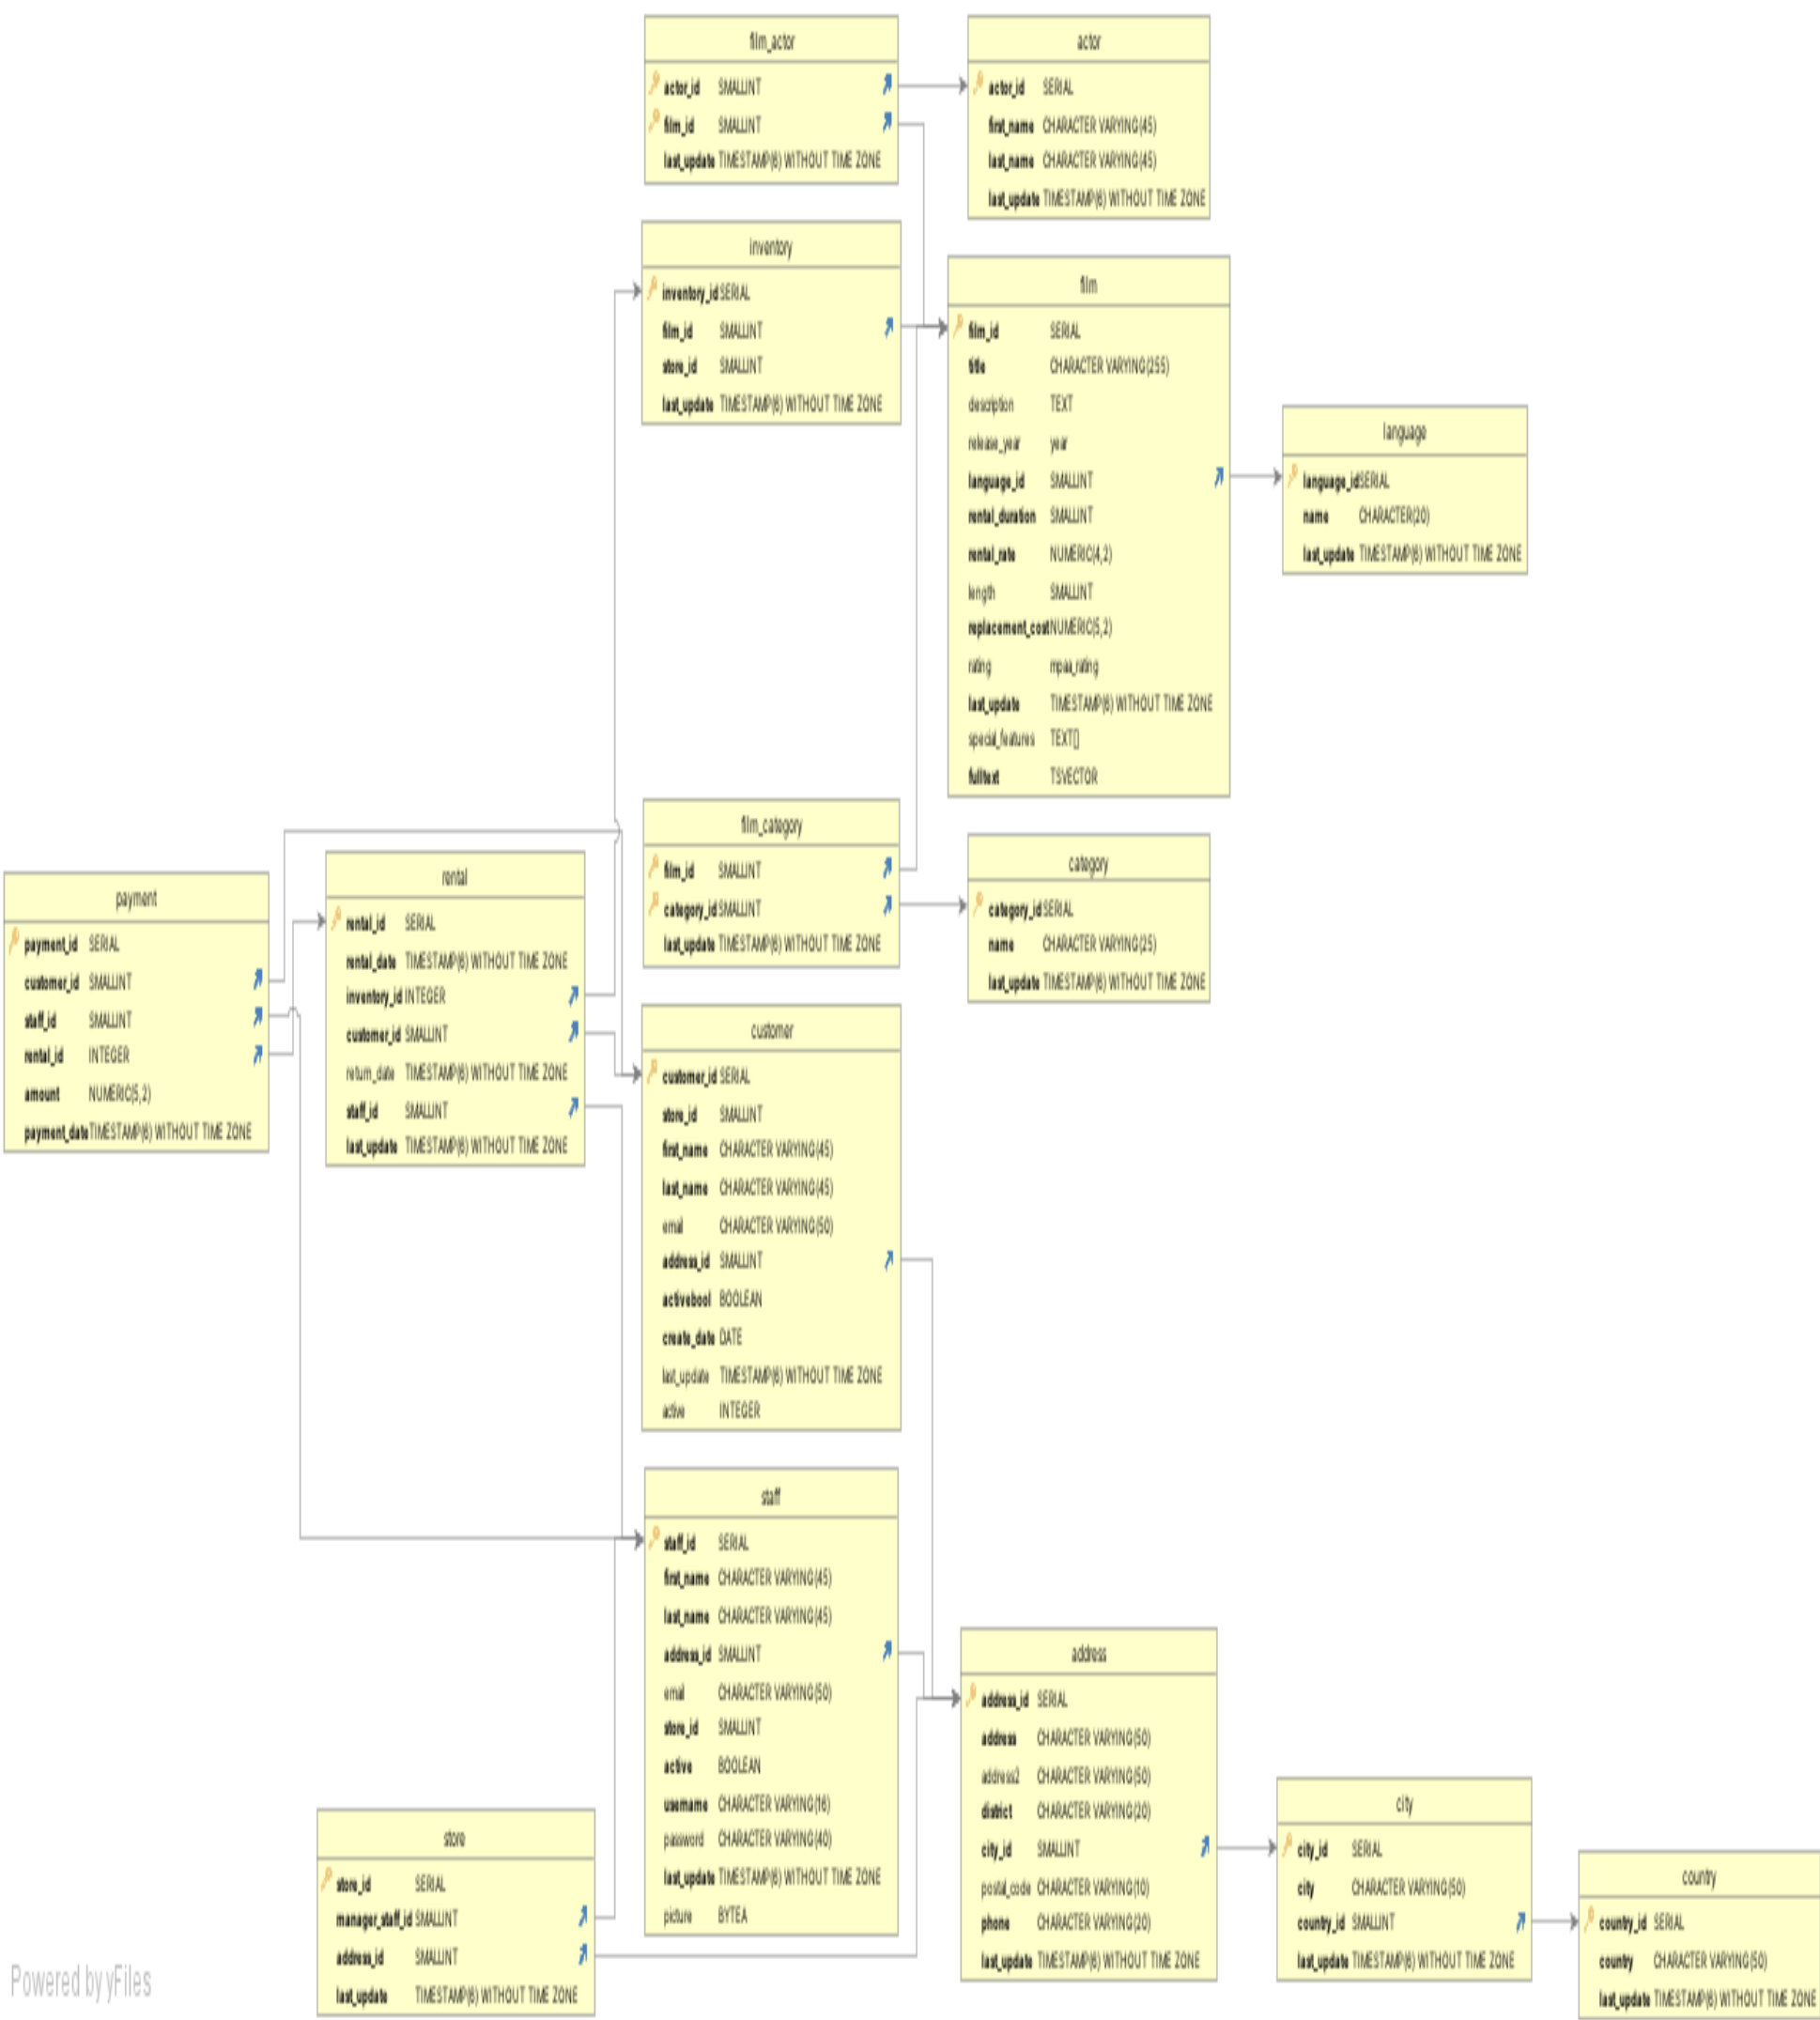 film_actor
actor_id SMALLINT
film_id SMALLINT
last_update TIMESTAMP(6) WITHOUT TIME ZONE
actor
actor_id SERIAL
first_name CHARACTER VARYING(45)
last_name CHARACTER VARYING(45)
last_update TIMESTAMP(6) WITHOUT TIME ZONE
inventory
inventory_id SERIAL
film_id SMALLINT
store_id SMALLINT
last_update TIMESTAMP(6) WITHOUT TIME ZONE
film
film_id SERIAL
title CHARACTER VARYING(255)
description TEXT
release_year year
language_id SMALLINT
rental_duration SMALLINT
rental_rate NUMERIC(4,2)
length SMALLINT
replacement_cost NUMERIC(5,2)
rating mpaa_rating
last_update TIMESTAMP(6) WITHOUT TIME ZONE
special_features TEXT[]
fulltext TSVECTOR
language
language_id SERIAL
name CHARACTER(20)
last_update TIMESTAMP(6) WITHOUT TIME ZONE
film_category
film_id SMALLINT
category_id SMALLINT
last_update TIMESTAMP(6) WITHOUT TIME ZONE
category
category_id SERIAL
name CHARACTER VARYING(25)
last_update TIMESTAMP(6) WITHOUT TIME ZONE
payment
payment_id SERIAL
customer_id SMALLINT
staff_id SMALLINT
rental_id INTEGER
amount NUMERIC(5,2)
payment_date TIMESTAMP(6) WITHOUT TIME ZONE
rental
rental_id SERIAL
rental_date TIMESTAMP(6) WITHOUT TIME ZONE
inventory_id INTEGER
customer_id SMALLINT
return_date TIMESTAMP(6) WITHOUT TIME ZONE
staff_id SMALLINT
last_update TIMESTAMP(6) WITHOUT TIME ZONE
customer
customer_id SERIAL
store_id SMALLINT
first_name CHARACTER VARYING(45)
last_name CHARACTER VARYING(45)
email CHARACTER VARYING(50)
address_id SMALLINT
activebool BOOLEAN
create_date DATE
last_update TIMESTAMP(6) WITHOUT TIME ZONE
active INTEGER
staff
staff_id SERIAL
first_name CHARACTER VARYING(45)
last_name CHARACTER VARYING(45)
address_id SMALLINT
email CHARACTER VARYING(50)
store_id SMALLINT
active BOOLEAN
username CHARACTER VARYING(16)
password CHARACTER VARYING(40)
last_update TIMESTAMP(6) WITHOUT TIME ZONE
picture BYTEA
store
store_id SERIAL
manager_staff_id SMALLINT
address_id SMALLINT
last_update TIMESTAMP(6) WITHOUT TIME ZONE
address
address_id SERIAL
address CHARACTER VARYING(50)
address2 CHARACTER VARYING(50)
district CHARACTER VARYING(20)
city_id SMALLINT
postal_code CHARACTER VARYING(10)
phone CHARACTER VARYING(20)
last_update TIMESTAMP(6) WITHOUT TIME ZONE
city
city_id SERIAL
city CHARACTER VARYING(50)
country_id SMALLINT
last_update TIMESTAMP(6) WITHOUT TIME ZONE
country
country_id SERIAL
country CHARACTER VARYING(50)
last_update TIMESTAMP(6) WITHOUT TIME ZONE
Powered by yFiles